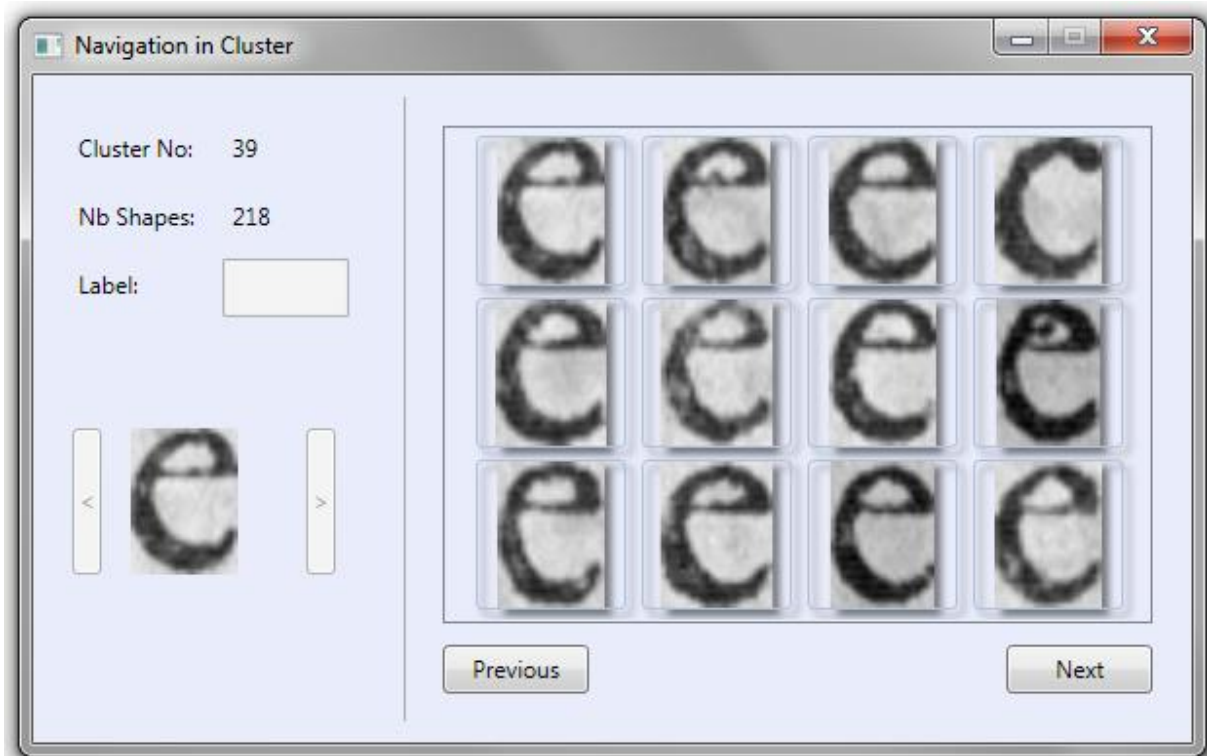 Navigation in Cluster
Cluster No: 39
Nb Shapes: 218
Label:
< e >
e e e c
e e e e
e e e e
Previous Next